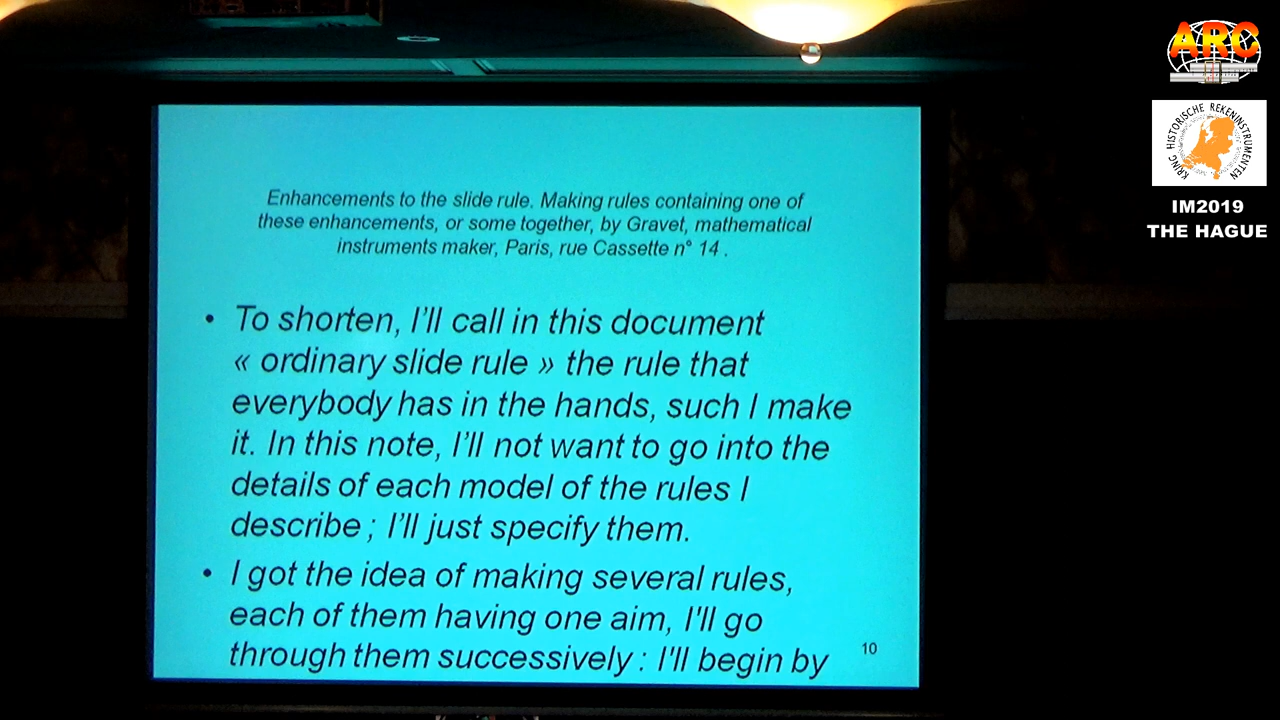 Enhancements to the slide rule. Making rules containing one of
these enhancements, or some together, by Gravet, mathematical
instruments maker, Paris, rue Cassette n° 14 .
• To shorten, I’ll call in this document
« ordinary slide rule » the rule that
everybody has in the hands, such I make
it. In this note, I’ll not want to go into the
details of each model of the rules I
describe ; I’ll just specify them.
• I got the idea of making several rules,
each of them having one aim, I'll go
through them successively : I'll begin by
10
ARC
KRING HISTORISCHE REKENINSTRUMENTEN
IM2019
THE HAGUE